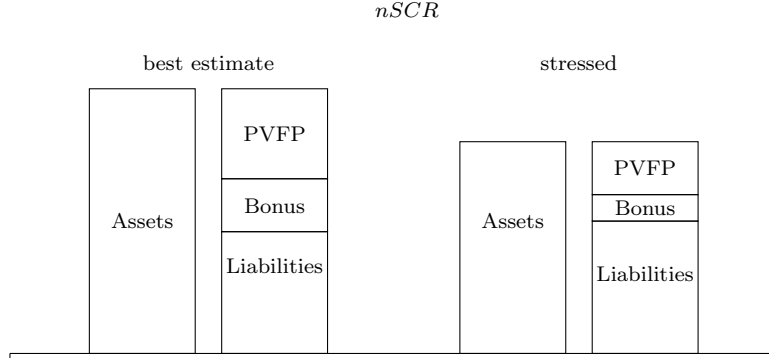 nSCR
best estimate
stressed
PVFP
Bonus
Assets
Liabilities
PVFP
Bonus
Assets
Liabilities